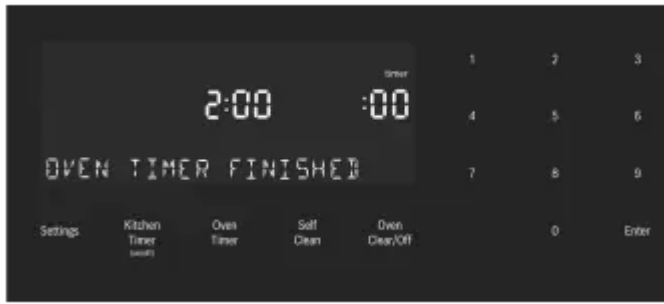 1 2 3
timer
2:00 :00
4 5 6
OVEN TIMER FINISHED
7 8 9
Settings Kitchen Timer Oven Timer Self Clean Oven Clear/Off 0 Enter